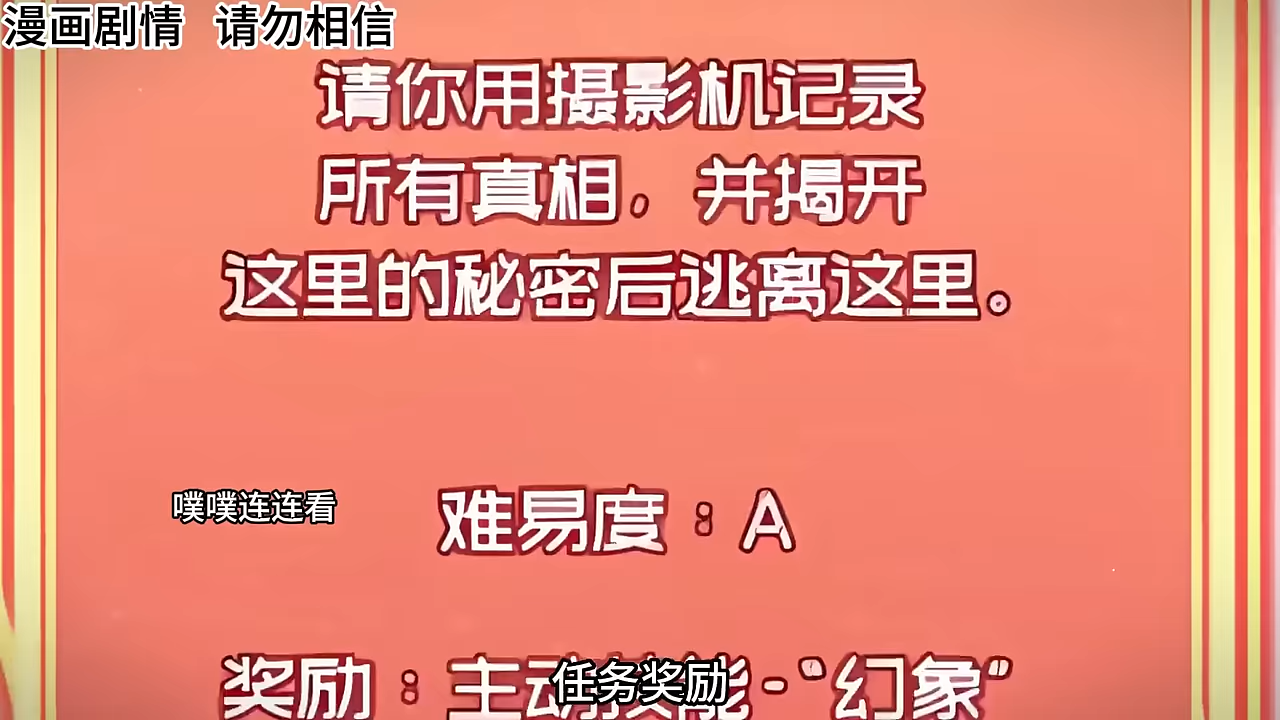 漫画剧情 请勿相信
请你用摄影机记录
所有真相。并揭开
这里的秘密后逃离这里。
噗噗连连看
难易度：A
奖励：主动技能-“幻象”
任务奖励